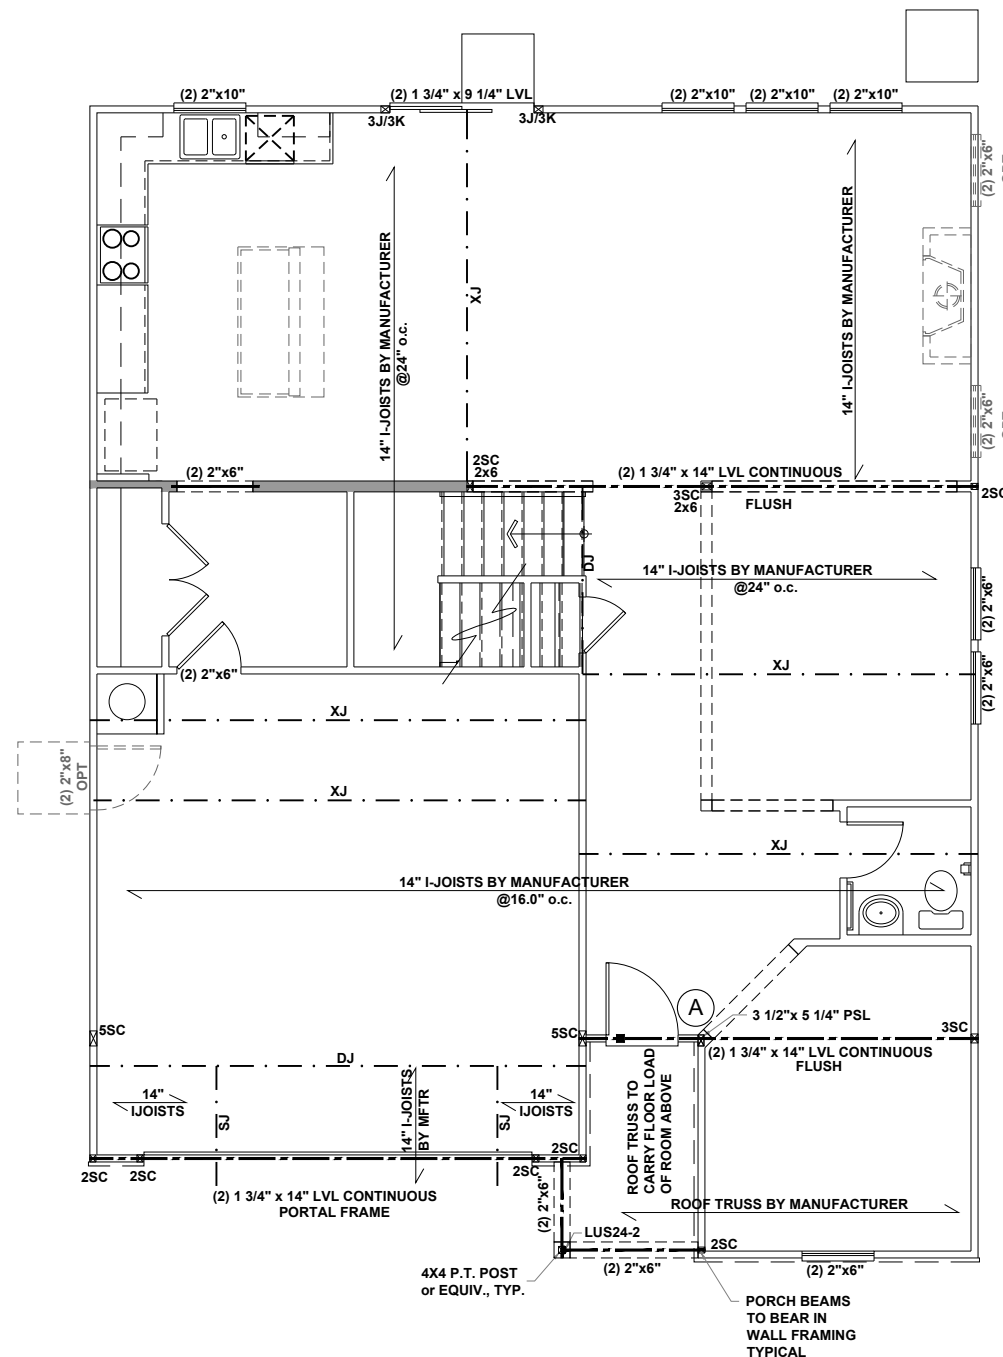 (2) 2"x10"
(2) 1 3/4" x 9 1/4" LVL
(2) 2"x10"
(2) 2"x10"
(2) 2"x10"
3J/3K
3J/3K
(2) 2"x6"
14" I-JOISTS BY MANUFACTURER
@24" o.c.
XJ
14" I-JOISTS BY MANUFACTURER
(2) 2"x6"
(2) 2"x6"
2SC
2x6
(2) 1 3/4" x 14" LVL CONTINUOUS
FLUSH
3SC
2x6
DJ
14" I-JOISTS BY MANUFACTURER
@24" o.c.
(2) 2"x6"
(2) 2"x6"
XJ
(2) 2"x6"
XJ
(2) 2"x8"
OPT
XJ
XJ
14" I-JOISTS BY MANUFACTURER
@16.0" o.c.
A
3 1/2"x 5 1/4" PSL
5SC
5SC
3SC
(2) 1 3/4" x 14" LVL CONTINUOUS
FLUSH
DJ
14"
IJOISTS
SJ
14" I-JOISTS
BY MFTR
SJ
14"
IJOISTS
ROOF TRUSS TO
CARRY FLOOR LOAD
OF ROOM ABOVE
2SC
2SC
2SC
2SC
(2) 1 3/4" x 14" LVL CONTINUOUS
PORTAL FRAME
(2) 2"x6"
ROOF TRUSS BY MANUFACTURER
LUS24-2
2SC
(2) 2"x6"
(2) 2"x6"
4X4 P.T. POST
or EQUIV., TYP.
PORCH BEAMS
TO BEAR IN
WALL FRAMING
TYPICAL